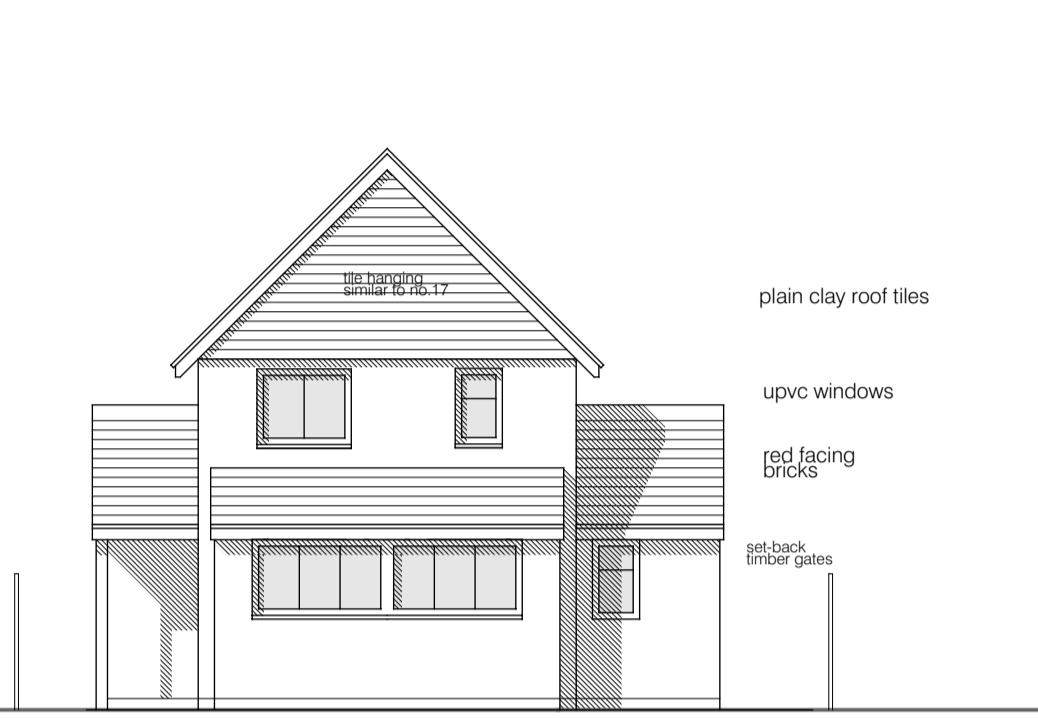 tile hanging
similar to no.17
plain clay roof tiles
upvc windows
red facing
bricks
set-back
timber gates